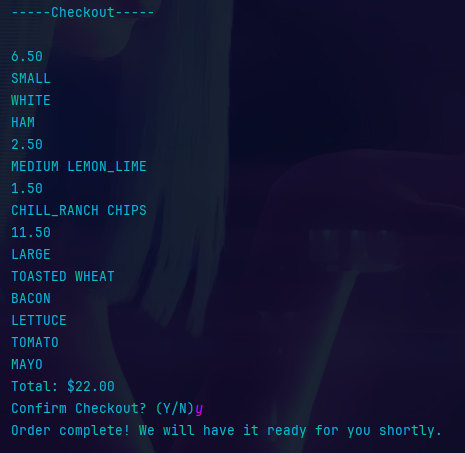 -----Checkout-----
6.50
SMALL
WHITE
HAM
2.50
MEDIUM LEMON_LIME
1.50
CHILL_RANCH CHIPS
11.50
LARGE
TOASTED WHEAT
BACON
LETTUCE
TOMATO
MAYO
Total: $22.00
Confirm Checkout? (Y/N)y
Order complete! We will have it ready for you shortly.